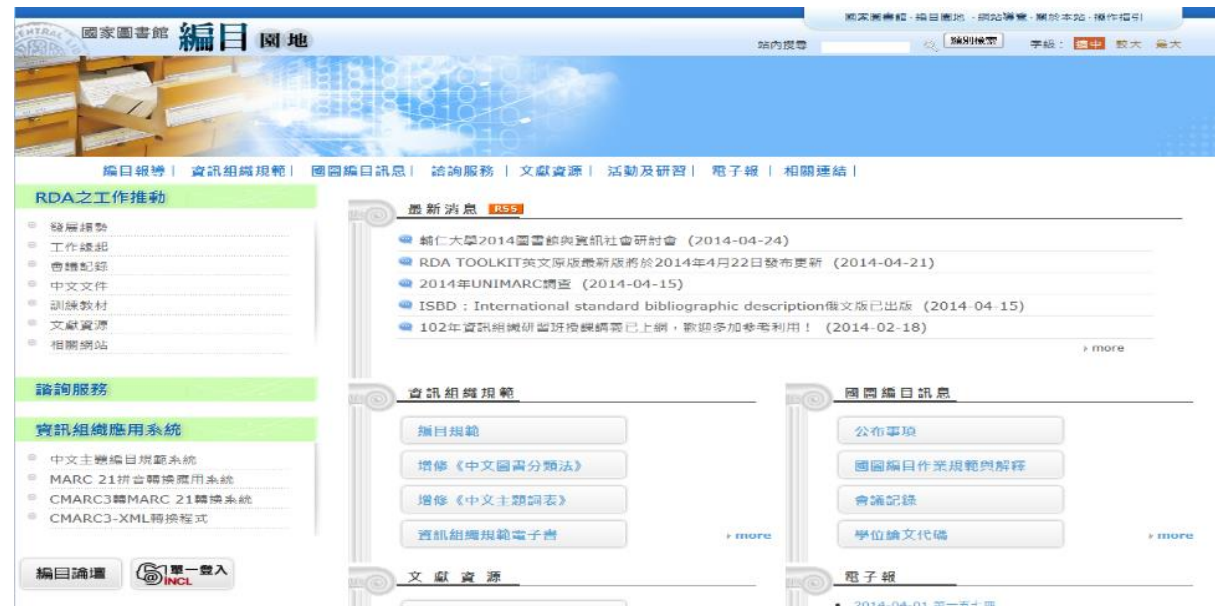 國家圖書館·編目園地·網站導覽·關於本站·操作指引
國家圖書館 編目園地
站內搜尋 類別檢索 字級： 適中 較大 最大
編目報導| 資訊組織規範| 國圖編目訊息| 諮詢服務 | 文獻資源| 活動及研習| 電子報 | 相關連結|
RDA之工作推動
發展趨勢
工作緣起
會議記錄
中文文件
訓練教材
文獻資源
相關網站
諮詢服務
資訊組織應用系統
中文主題編目規範系統
MARC 21拼音轉換應用系統
CMARC3轉MARC 21轉換系統
CMARC3-XML轉換程式
編目論壇 單一登入
INCL
最新消息 RSS
輔仁大學2014圖書館與資訊社會研討會 (2014-04-24)
RDA TOOLKIT英文原版最新版將於2014年4月22日發布更新 (2014-04-21)
2014年UNIMARC調查 (2014-04-15)
ISBD : International standard bibliographic description俄文版已出版 (2014-04-15)
102年資訊組織研習班授課講義已上網，歡迎多加參考利用！ (2014-02-18)
more
資訊組織規範
編目規範
增修《中文圖書分類法》
增修《中文主題詞表》
資訊組織規範電子書
more
國圖編目訊息
公布事項
國圖編目作業規範與解釋
會議記錄
學位論文代碼
more
文獻資源
電子報
2014-04-01 第一五七期